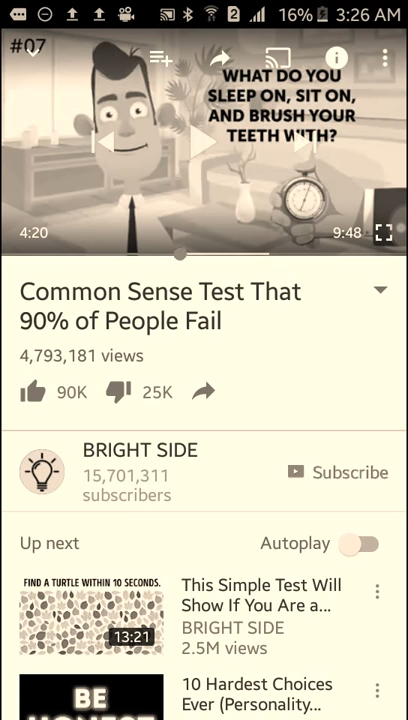 2
16%
3:26 AM
#07
WHAT DO YOU
SLEEP ON, SIT ON,
AND BRUSH YOUR
TEETH WITH?
4:20
9:48
Common Sense Test That
90% of People Fail
4,793,181 views
90K
25K
BRIGHT SIDE
15,701,311
subscribers
Subscribe
Up next
Autoplay
FIND A TURTLE WITHIN 10 SECONDS.
13:21
This Simple Test Will
Show If You Are a...
BRIGHT SIDE
2.5M views
BE
HONEST
10 Hardest Choices
Ever (Personality...